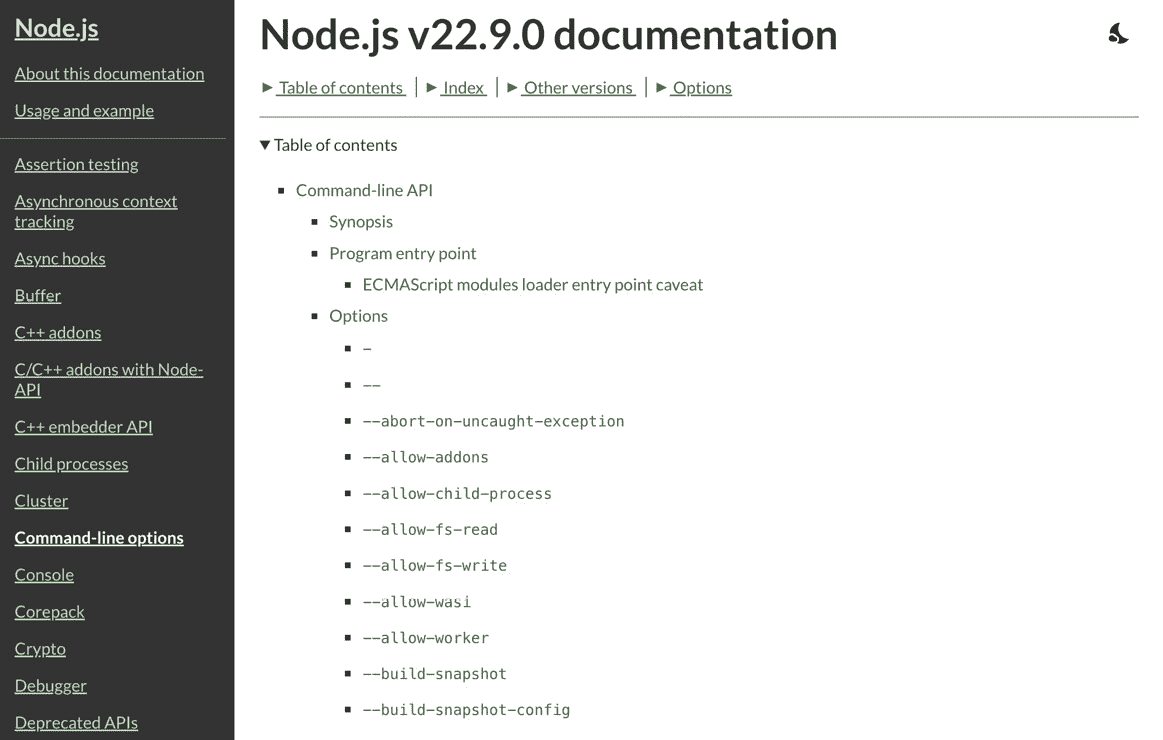 Node.js
About this documentation
Usage and example
Assertion testing
Asynchronous context
tracking
Async hooks
Buffer
C++ addons
C/C++ addons with Node-
API
C++ embedder API
Child processes
Cluster
Command-line options
Console
Corepack
Crypto
Debugger
Deprecated APIs
Node.js v22.9.0 documentation
► Table of contents | ► Index | ► Other versions | ► Options
▼ Table of contents
▪ Command-line API
▪ Synopsis
▪ Program entry point
▪ ECMAScript modules loader entry point caveat
▪ Options
▪ -
▪ --
▪ --abort-on-uncaught-exception
▪ --allow-addons
▪ --allow-child-process
▪ --allow-fs-read
▪ --allow-fs-write
▪ --allow-wasi
▪ --allow-worker
▪ --build-snapshot
▪ --build-snapshot-config